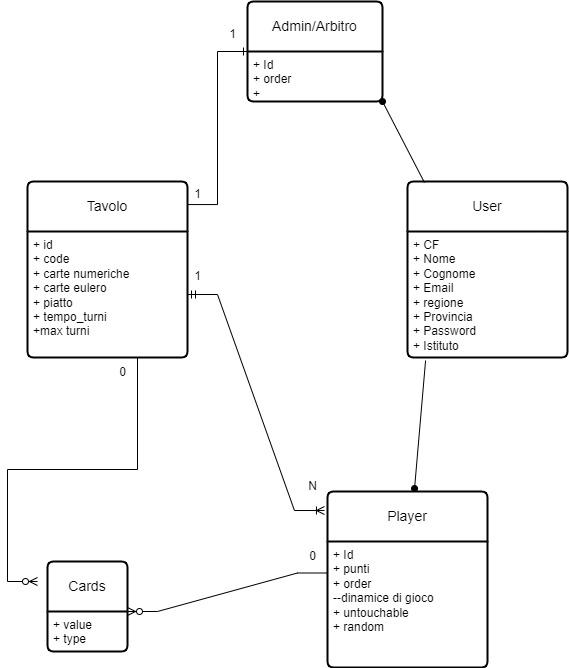 Admin/Arbitro
1
+ Id
+ order
+
Tavolo
1
+ id
+ code
+ carte numeriche
+ carte eulero
+ piatto
+ tempo_turni
+max turni
1
0
User
+ CF
+ Nome
+ Cognome
+ Email
+ regione
+ Provincia
+ Password
+ Istituto
N
Player
0
+ Id
+ punti
+ order
--dinamice di gioco
+ untouchable
+ random
Cards
+ value
+ type